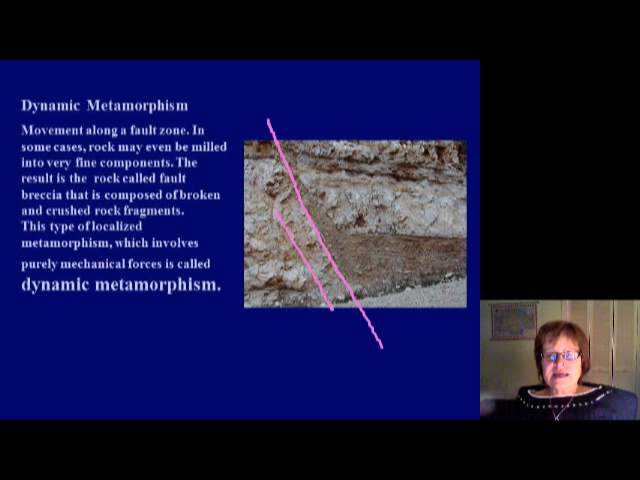 Dynamic Metamorphism
Movement along a fault zone. In
some cases, rock may even be milled
into very fine components. The
result is the rock called fault
breccia that is composed of broken
and crushed rock fragments.
This type of localized
metamorphism, which involves
purely mechanical forces is called
dynamic metamorphism.